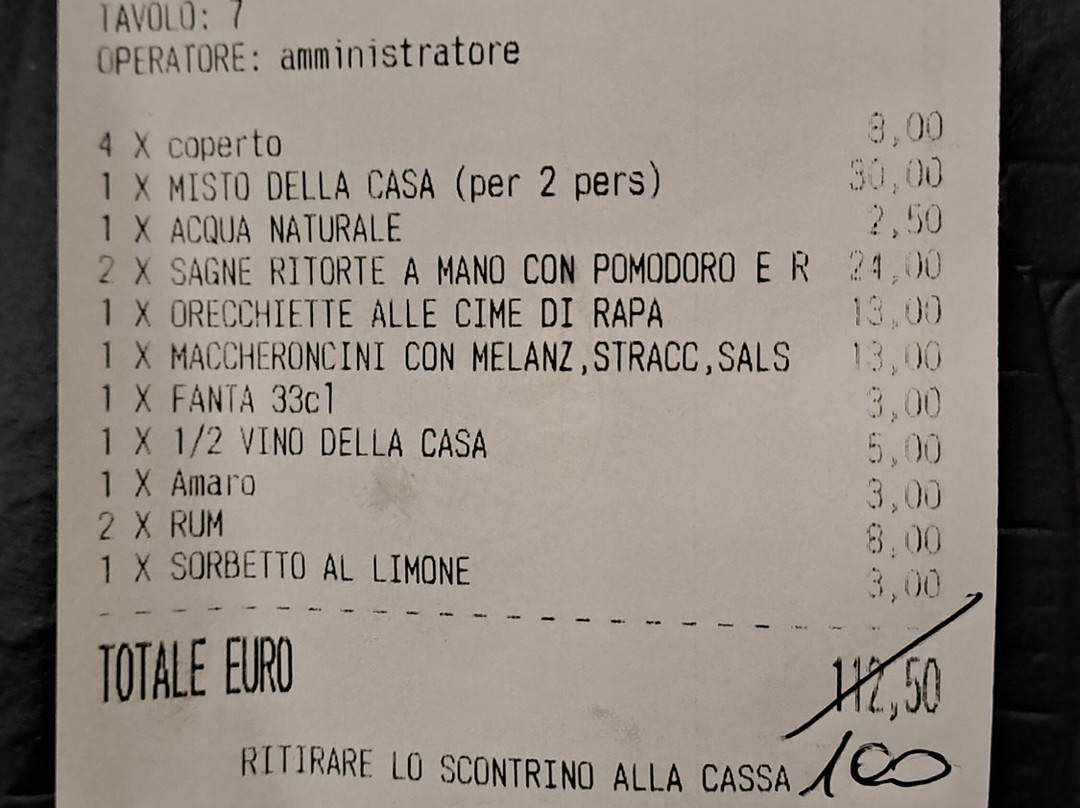 TAVOLO: 7
OPERATORE: amministratore
4 X coperto 8,00
1 X MISTO DELLA CASA (per 2 pers) 30,00
1 X ACQUA NATURALE 2,50
2 X SAGNE RITORTE A MANO CON POMODORO E R 24,00
1 X ORECCHIETTE ALLE CIME DI RAPA 13,00
1 X MACCHERONCINI CON MELANZ,STRACC,SALS 13,00
1 X FANTA 33cl 3,00
1 X 1/2 VINO DELLA CASA 5,00
1 X Amaro 3,00
2 X RUM 8,00
1 X SORBETTO AL LIMONE 3,00
TOTALE EURO 112,50
RITIRARE LO SCONTRINO ALLA CASSA 100